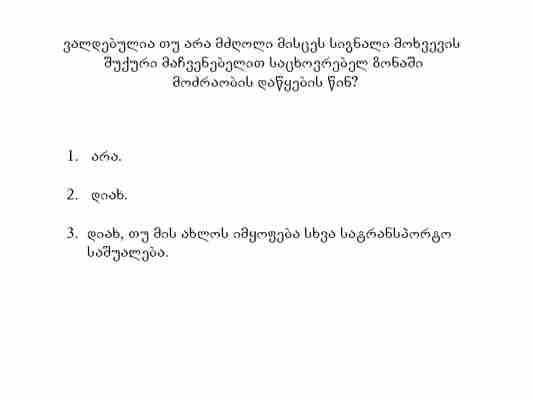 ვალდებულია თუ არა მძღოლი მისცეს სიგნალი მოხვევის
შუქური მაჩვენებელით საცხოვრებელ ზონაში
მოძრაობის დაწყების წინ?
1. არა.
2. დიახ.
3. დიახ, თუ მის ახლოს იმყოფება სხვა საგრანსპორგო
საშუალება.